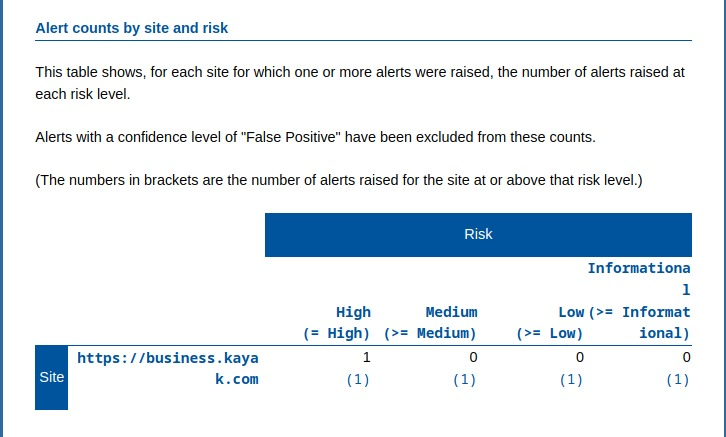 Alert counts by site and risk
This table shows, for each site for which one or more alerts were raised, the number of alerts raised at
each risk level.
Alerts with a confidence level of "False Positive" have been excluded from these counts.
(The numbers in brackets are the number of alerts raised for the site at or above that risk level.)
Risk
Informationa
l
High Medium Low (>= Informat
(= High) (>= Medium) (>= Low) ional)
https://business.kaya 1 0 0 0
Site k.com (1) (1) (1) (1)